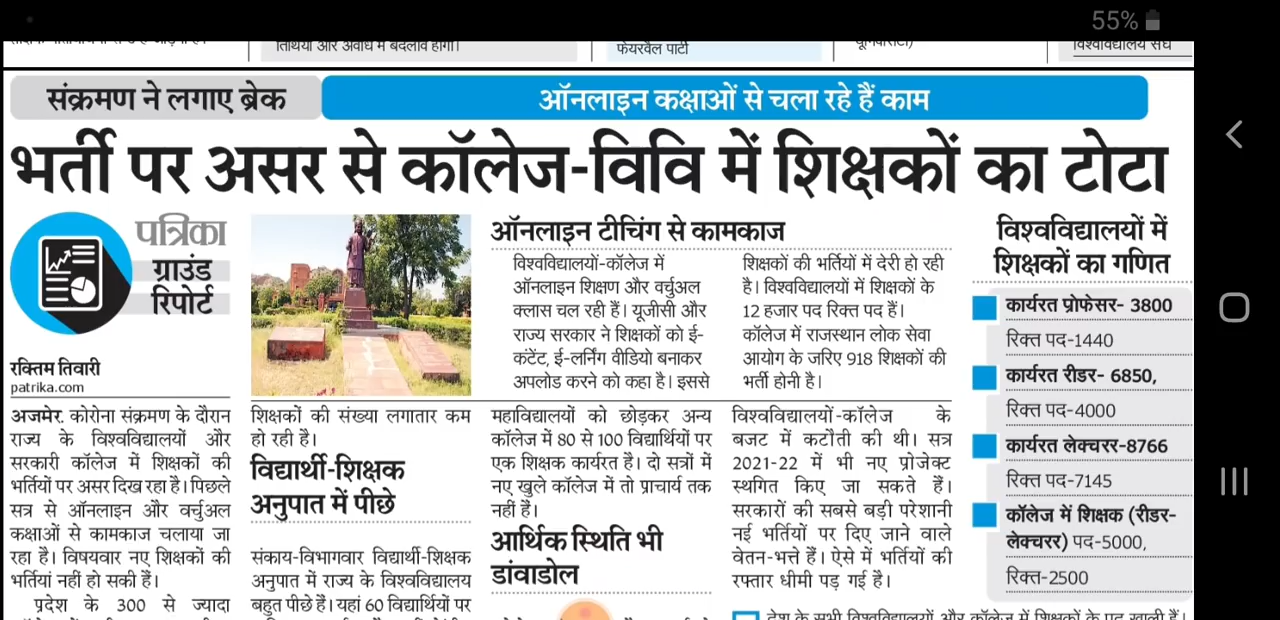 55%
तिथियों और अवधि में बदलाव होगा।
फेयरवैल पार्टी
विश्वविद्यालय संघ
संक्रमण ने लगाए ब्रेक
ऑनलाइन कक्षाओं से चला रहे हैं काम
भर्ती पर असर से कॉलेज-विवि में शिक्षकों का टोटा
पत्रिका
ग्राउंड
रिपोर्ट
रक्तिम तिवारी
patrika.com
अजमेर. कोरोना संक्रमण के दौरान
राज्य के विश्वविद्यालयों और
सरकारी कॉलेज में शिक्षकों की
भर्तियों पर असर दिख रहा है। पिछले
सत्र से ऑनलाइन और वर्चुअल
कक्षाओं से कामकाज चलाया जा
रहा है। विषयवार नए शिक्षकों की
भर्तियां नहीं हो सकी हैं।
प्रदेश के 300 से ज्यादा
शिक्षकों की संख्या लगातार कम
हो रही है।
विद्यार्थी-शिक्षक
अनुपात में पीछे
संकाय-विभागवार विद्यार्थी-शिक्षक
अनुपात में राज्य के विश्वविद्यालय
बहुत पीछे हैं। यहां 60 विद्यार्थियों पर
ऑनलाइन टीचिंग से कामकाज
विश्वविद्यालयों-कॉलेज में
ऑनलाइन शिक्षण और वर्चुअल
क्लास चल रही हैं। यूजीसी और
राज्य सरकार ने शिक्षकों को ई-
कंटेंट, ई-लर्निंग वीडियो बनाकर
अपलोड करने को कहा है। इससे
शिक्षकों की भर्तियों में देरी हो रही
है। विश्वविद्यालयों में शिक्षकों के
12 हजार पद रिक्त पद हैं।
कॉलेज में राजस्थान लोक सेवा
आयोग के जरिए 918 शिक्षकों की
भर्ती होनी है।
महाविद्यालयों को छोड़कर अन्य
कॉलेज में 80 से 100 विद्यार्थियों पर
एक शिक्षक कार्यरत है। दो सत्रों में
नए खुले कॉलेज में तो प्राचार्य तक
नहीं हैं।
आर्थिक स्थिति भी
डांवाडोल
विश्वविद्यालयों-कॉलेज के
बजट में कटौती की थी। सत्र
2021-22 में भी नए प्रोजेक्ट
स्थगित किए जा सकते हैं।
सरकारों की सबसे बड़ी परेशानी
नई भर्तियों पर दिए जाने वाले
वेतन-भत्ते हैं। ऐसे में भर्तियों की
रफ्तार धीमी पड़ गई है।
देश के सभी विश्वविद्यालयों और कॉलेज में शिक्षकों के पद खाली हैं।
विश्वविद्यालयों में
शिक्षकों का गणित
कार्यरत प्रोफेसर- 3800
रिक्त पद-1440
कार्यरत रीडर- 6850,
रिक्त पद-4000
कार्यरत लेक्चरर-8766
रिक्त पद-7145
कॉलेज में शिक्षक (रीडर-
लेक्चरर) पद-5000,
रिक्त-2500